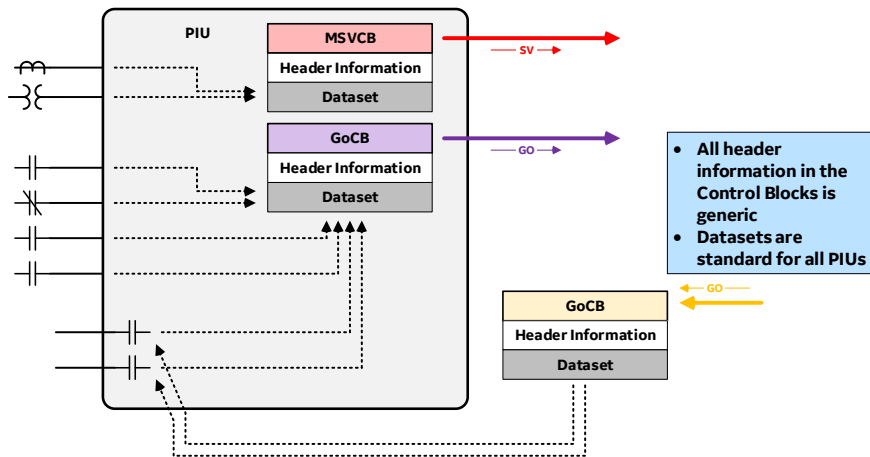 PIU
MSVCB
Header Information
Dataset
SV
GoCB
Header Information
Dataset
GO
• All header
information in the
Control Blocks is
generic
• Datasets are
standard for all PIUs
GO
GoCB
Header Information
Dataset